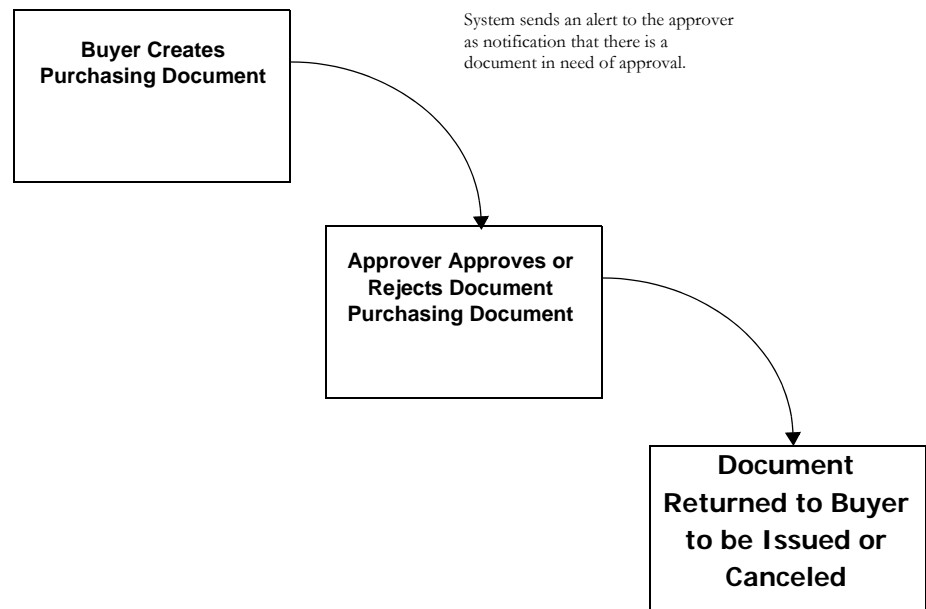 Buyer Creates
Purchasing Document
System sends an alert to the approver
as notification that there is a
document in need of approval.
Approver Approves or
Rejects Document
Purchasing Document
Document
Returned to Buyer
to be Issued or
Canceled